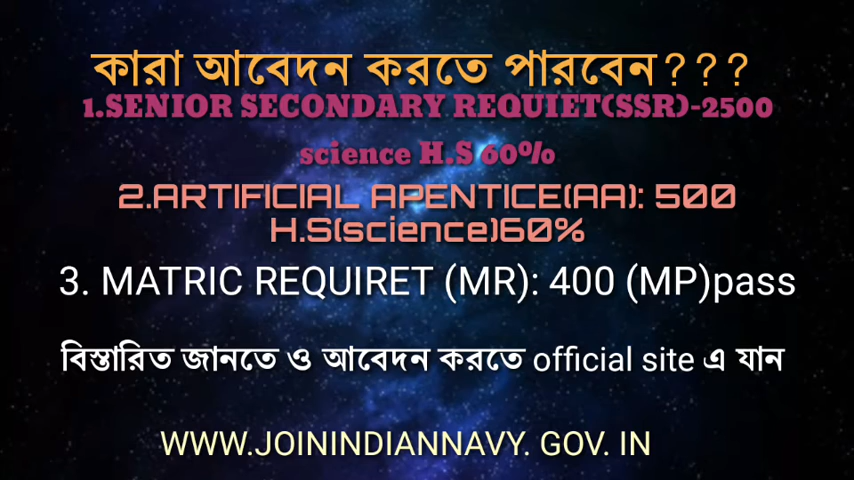 কারা আবেদন করতে পারবেন???
1.SENIOR SECONDARY REQUIET(SSR)-2500
science H.S 60%
2.ARTIFICIAL APENTICE(AA): 500
H.S(science)60%
3. MATRIC REQUIRET (MR): 400 (MP)pass
বিস্তারিত জানতে ও আবেদন করতে official site এ যান
WWW.JOININDIANNAVY. GOV. IN